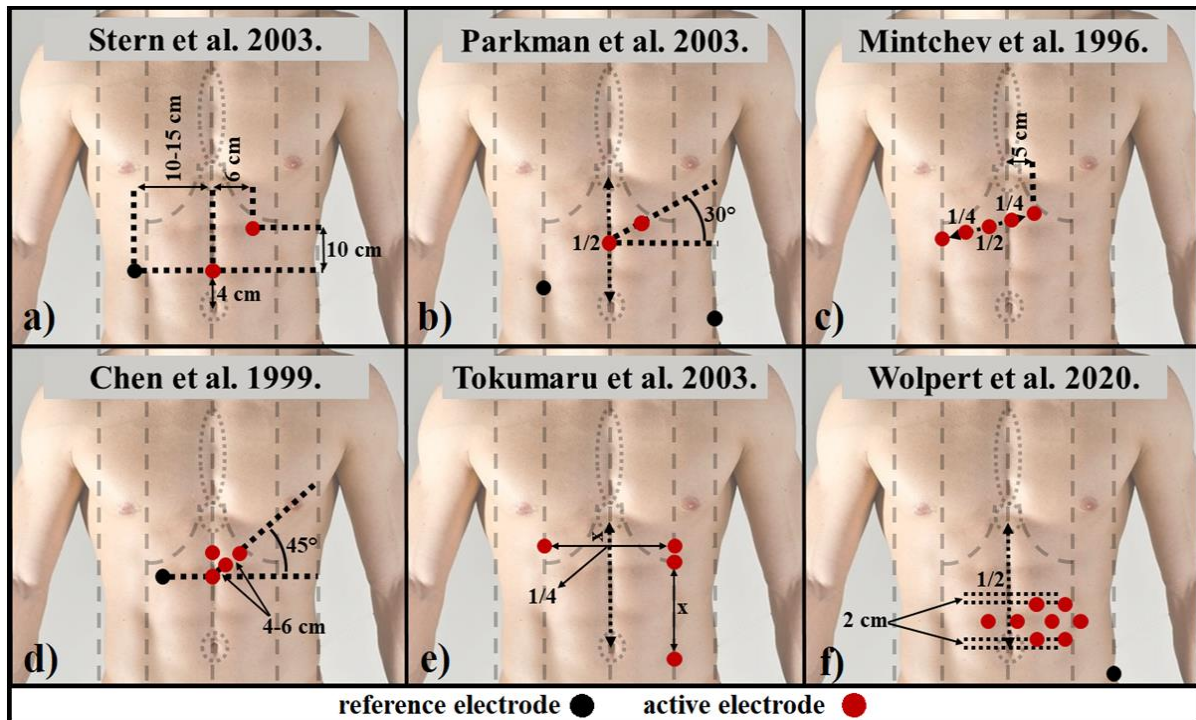 Stern et al. 2003.
10-15 cm
6 cm
10 cm
4 cm
a)
Parkman et al. 2003.
30°
1/2
b)
Mintchev et al. 1996.
15 cm
1/4
1/4
1/2
c)
Chen et al. 1999.
45°
4-6 cm
d)
Tokumaru et al. 2003.
x
1/4
x
e)
Wolpert et al. 2020.
1/2
2 cm
f)
reference electrode active electrode